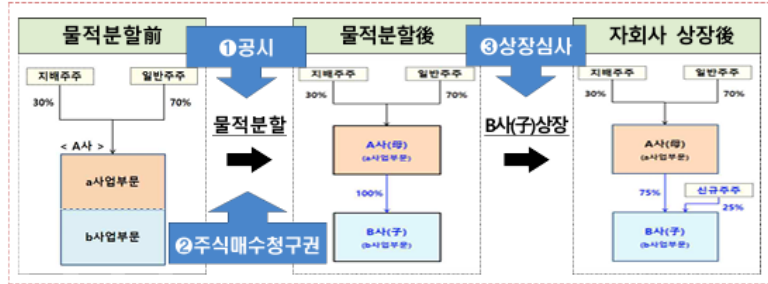 물적분할前
❶공시
물적분할後
❸상장심사
자회사 상장後
지배주주
일반주주
30%
70%
< A사 >
a사업부문
b사업부문
물적분할
❷주식매수청구권
지배주주
일반주주
30%
70%
A사(母)
(a사업부문)
100%
B사(子)
(b사업부문)
B사(子)상장
지배주주
일반주주
30%
70%
A사(母)
(a사업부문)
75%
신규주주
25%
B사(子)
(b사업부문)